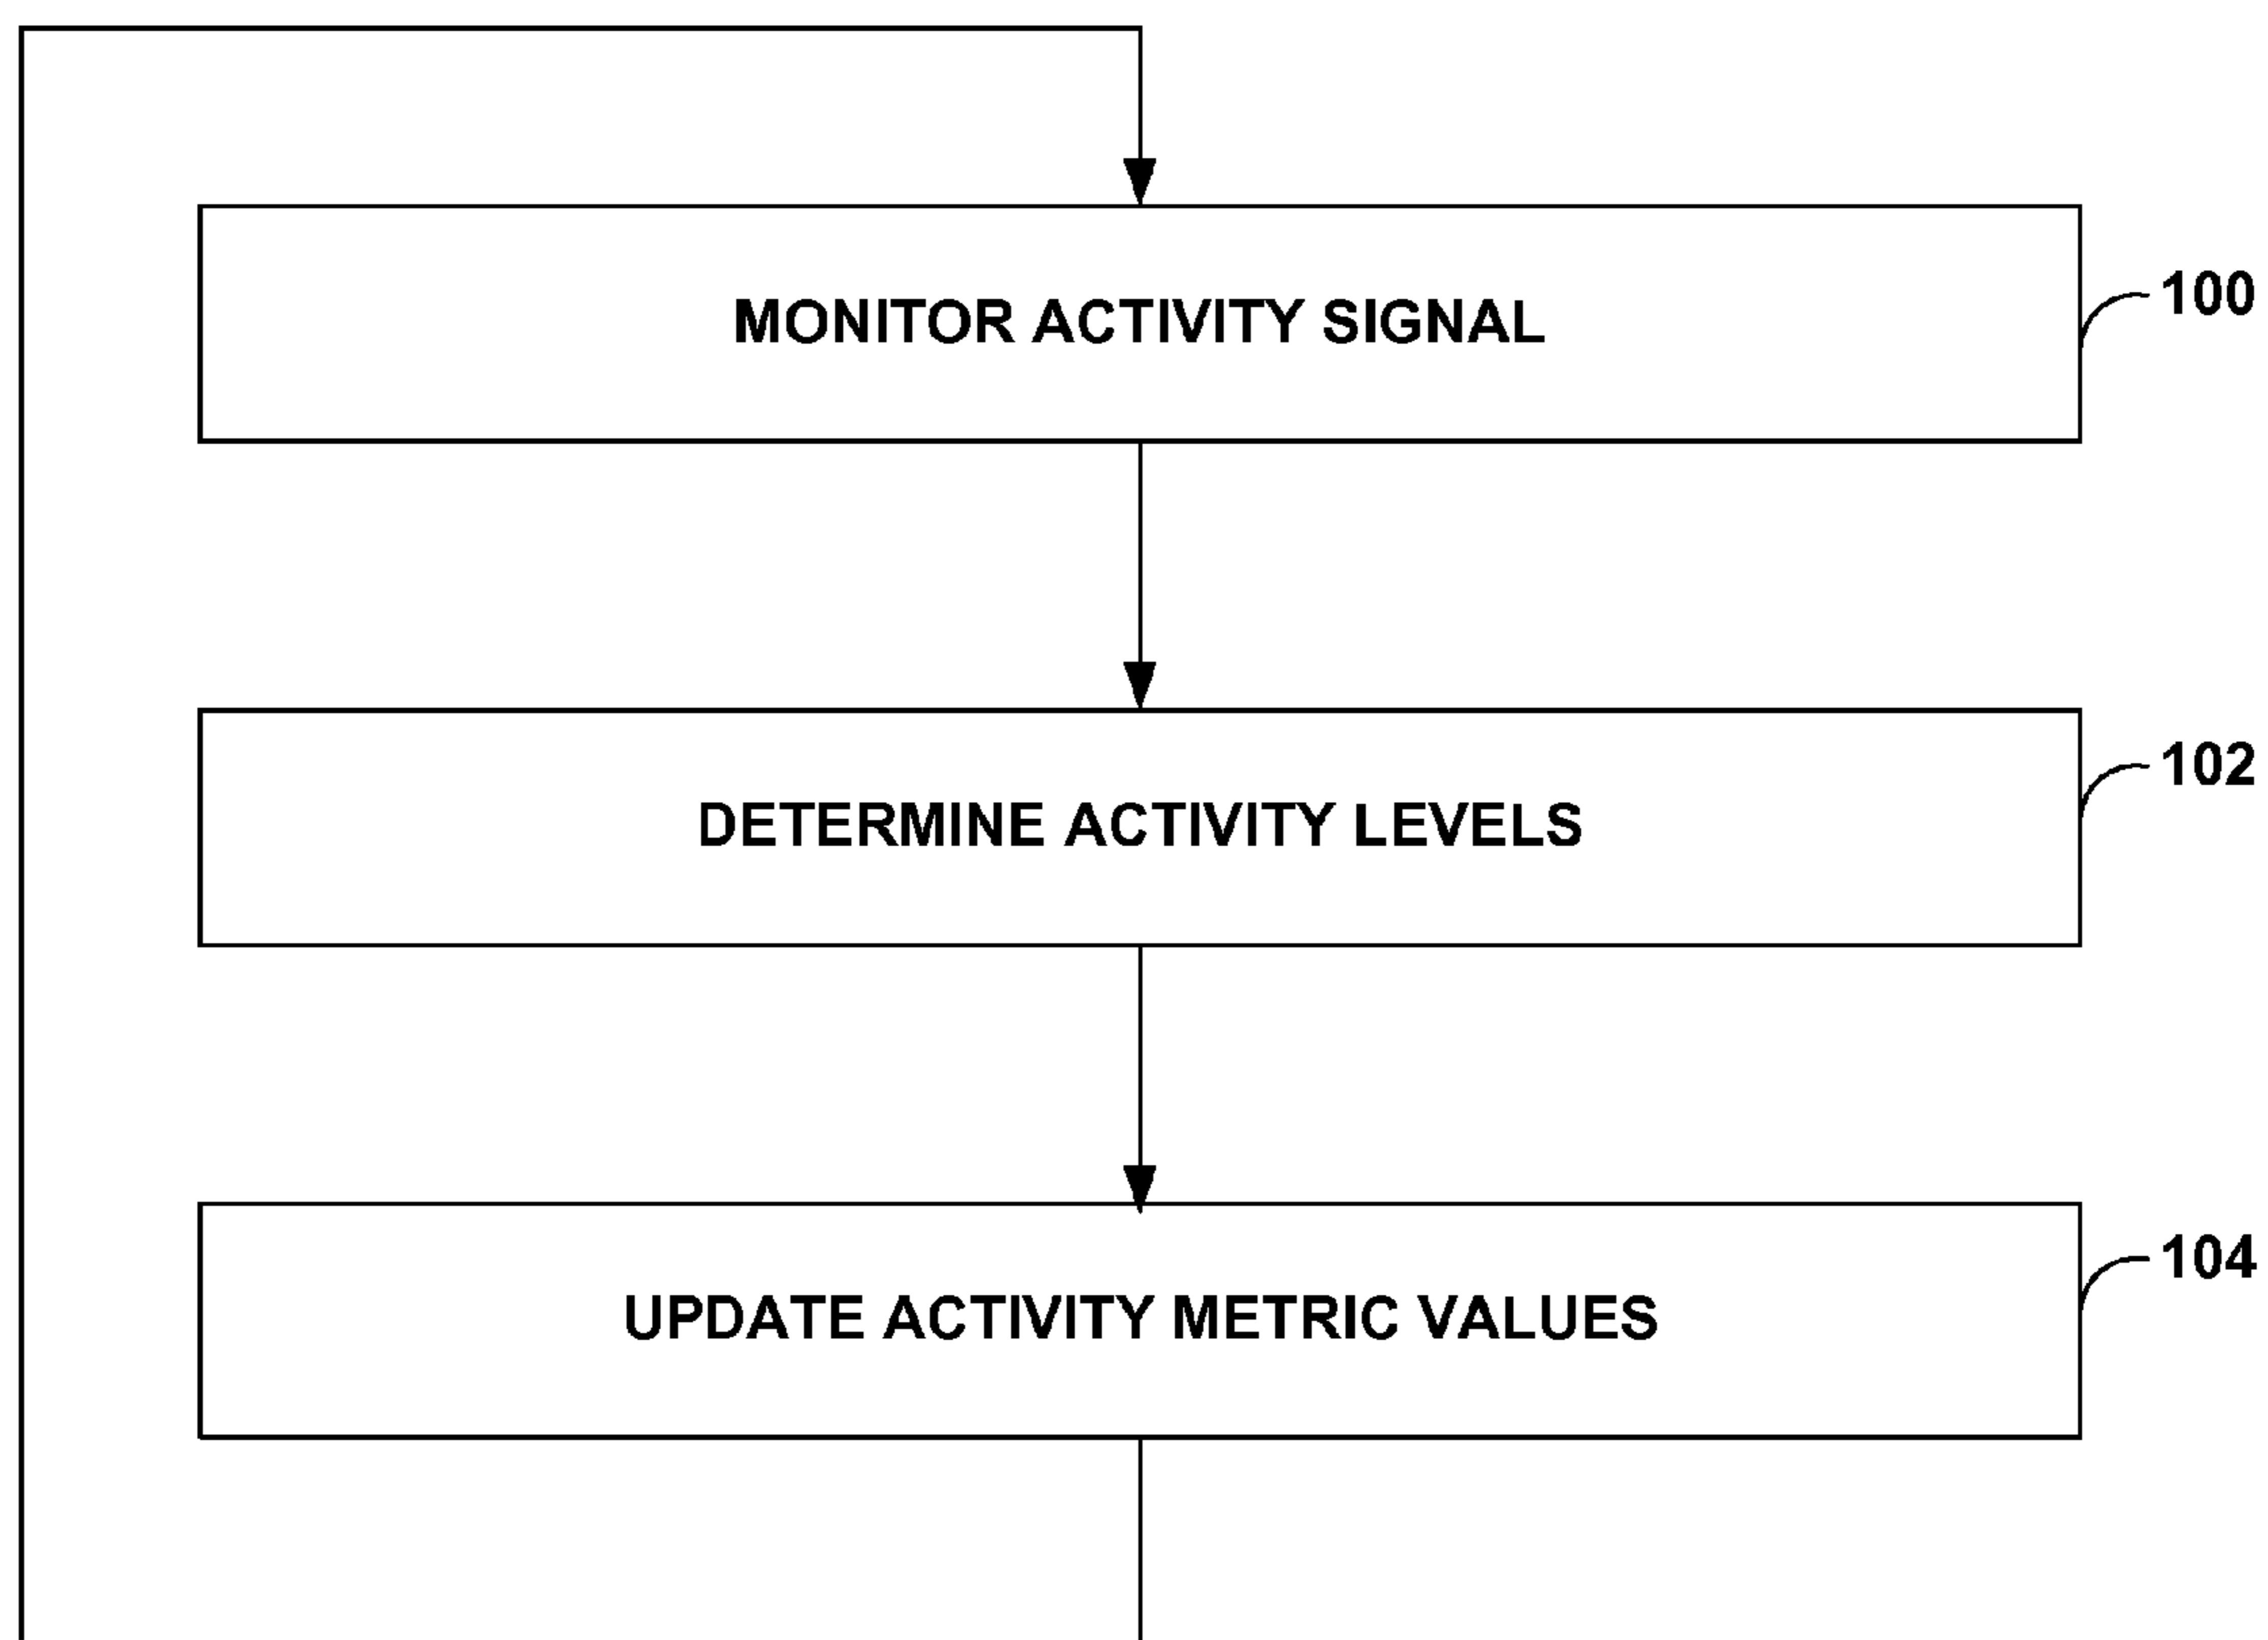 MONITOR ACTIVITY SIGNAL
100
DETERMINE ACTIVITY LEVELS
102
UPDATE ACTIVITY METRIC VALUES
104